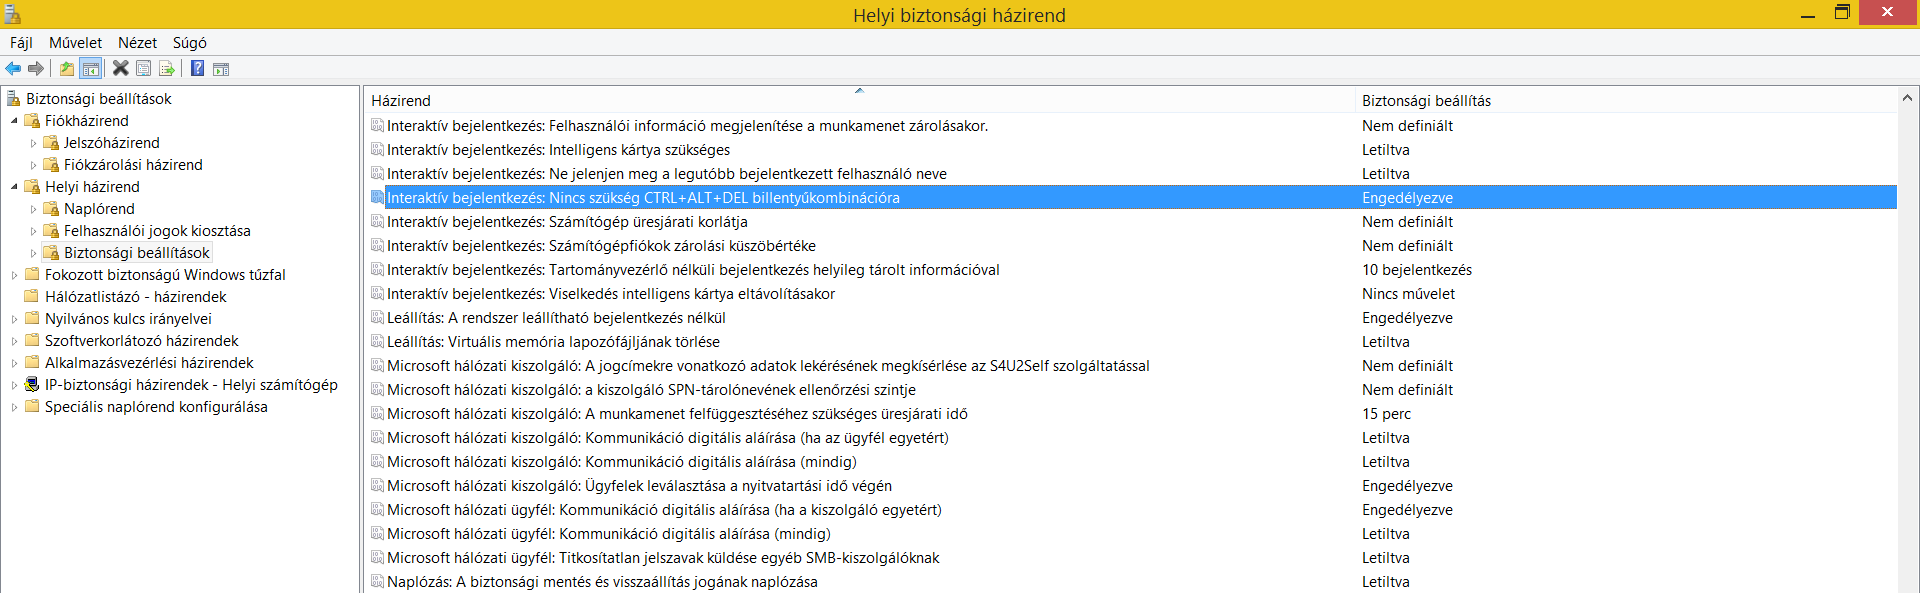 Helyi biztonsági házirend
Fájl Művelet Nézet Súgó
Biztonsági beállítások
Fiókházirend
Jelszóházirend
Fiókzárolási házirend
Helyi házirend
Naplórend
Felhasználói jogok kiosztása
Biztonsági beállítások
Fokozott biztonságú Windows tűzfal
Hálózatlistázó - házirendek
Nyilvános kulcs irányelvei
Szoftverkorlátozó házirendek
Alkalmazásvezérlési házirendek
IP-biztonsági házirendek - Helyi számítógép
Speciális naplórend konfigurálása
Házirend Biztonsági beállítás
Interaktív bejelentkezés: Felhasználói információ megjelenítése a munkamenet zárolásakor. Nem definiált
Interaktív bejelentkezés: Intelligens kártya szükséges Letiltva
Interaktív bejelentkezés: Ne jelenjen meg a legutóbb bejelentkezett felhasználó neve Letiltva
Interaktív bejelentkezés: Nincs szükség CTRL+ALT+DEL billentyűkombinációra Engedélyezve
Interaktív bejelentkezés: Számítógép üresjárati korlátja Nem definiált
Interaktív bejelentkezés: Számítógépfiókok zárolási küszöbértéke Nem definiált
Interaktív bejelentkezés: Tartományvezérlő nélküli bejelentkezés helyileg tárolt információval 10 bejelentkezés
Interaktív bejelentkezés: Viselkedés intelligens kártya eltávolításakor Nincs művelet
Leállítás: A rendszer leállítható bejelentkezés nélkül Engedélyezve
Leállítás: Virtuális memória lapozófájljának törlése Letiltva
Microsoft hálózati kiszolgáló: A jogcímekre vonatkozó adatok lekérésének megkísérlése az S4U2Self szolgáltatással Nem definiált
Microsoft hálózati kiszolgáló: a kiszolgáló SPN-tárolónevének ellenőrzési szintje Nem definiált
Microsoft hálózati kiszolgáló: A munkamenet felfüggesztéséhez szükséges üresjárati idő 15 perc
Microsoft hálózati kiszolgáló: Kommunikáció digitális aláírása (ha az ügyfél egyetért) Letiltva
Microsoft hálózati kiszolgáló: Kommunikáció digitális aláírása (mindig) Letiltva
Microsoft hálózati kiszolgáló: Ügyfelek leválasztása a nyitvatartási idő végén Engedélyezve
Microsoft hálózati ügyfél: Kommunikáció digitális aláírása (ha a kiszolgáló egyetért) Engedélyezve
Microsoft hálózati ügyfél: Kommunikáció digitális aláírása (mindig) Letiltva
Microsoft hálózati ügyfél: Titkosítatlan jelszavak küldése egyéb SMB-kiszolgálóknak Letiltva
Naplózás: A biztonsági mentés és visszaállítás jogának naplózása Letiltva